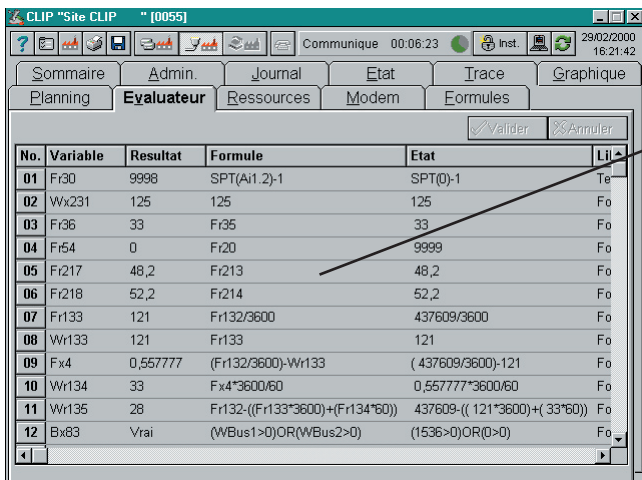 CLIP "Site CLIP " [0055]
? Communique 00:06:23 Inst. 29/02/2000
16:21:42
Sommaire Admin. Journal Etat Trace Graphique
Planning Evaluateur Ressources Modem Formules
Valider Annuler
No. Variable Resultat Formule Etat Li
01 Fr30 9998 SPT(Ai1.2)-1 SPT(0)-1 Te
02 Wx231 125 125 125 Fo
03 Fr36 33 Fr35 33 Fo
04 Fr54 0 Fr20 9999 Fo
05 Fr217 48,2 Fr213 48,2 Fo
06 Fr218 52,2 Fr214 52,2 Fo
07 Fr133 121 Fr132/3600 437609/3600 Fo
08 Wr133 121 Fr133 121 Fo
09 Fx4 0,557777 (Fr132/3600)-Wr133 ( 437609/3600)-121 Fo
10 Wr134 33 Fx4*3600/60 0,557777*3600/60 Fo
11 Wr135 28 Fr132-((Fr133*3600)+(Fr134*60)) 437609-(( 121*3600)+( 33*60)) Fo
12 Bx83 Vrai (WBus1>0)OR(WBus2>0) (1536>0)OR(0>0) Fo